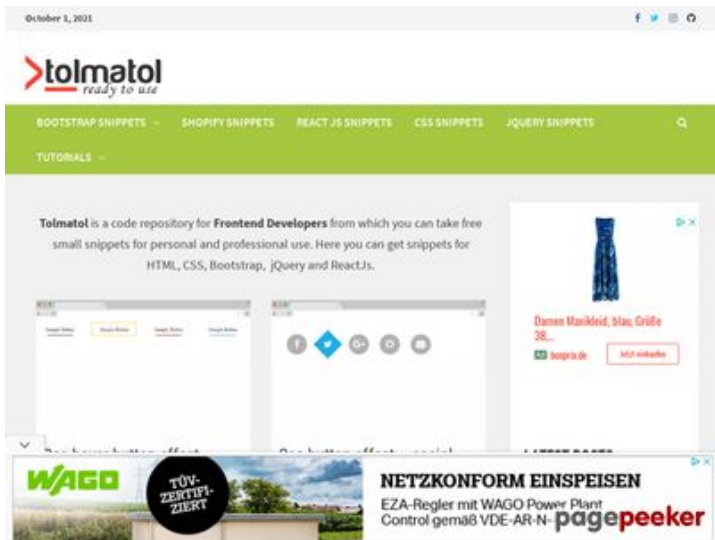 October 1, 2021
>tolmatol
ready to use
BOOTSTRAP SNIPPETS
SHOPIFY SNIPPETS
REACT JS SNIPPETS
CSS SNIPPETS
JQUERY SNIPPETS
TUTORIALS
Tolmatol is a code repository for Frontend Developers from which you can take free
small snippets for personal and professional use. Here you can get snippets for
HTML, CSS, Bootstrap, jQuery and ReactJs.
Damen Maxikleid, blau, Größe
38,...
Ad bonprix.de
Jetzt einkaufen
LATEST POSTS
WAGO
TÜV-
ZERTIFI-
ZIERT
NETZKONFORM EINSPEISEN
EZA-Regler mit WAGO Power Plant
Control gemäß VDE-AR-N-
pagepeeker